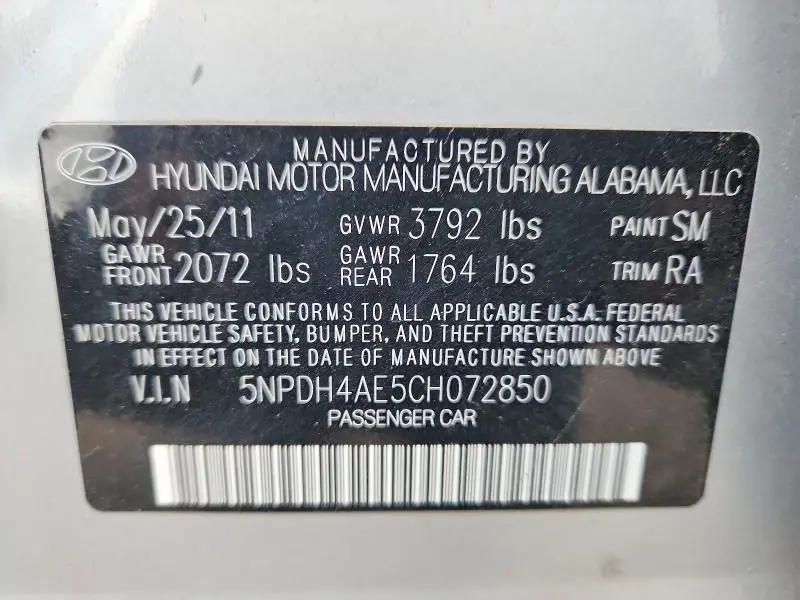 MANUFACTURED BY
HYUNDAI MOTOR MANUFACTURING ALABAMA, LLC
May/25/11 GVWR 3792 lbs PAINT SM
GAWR FRONT 2072 lbs GAWR REAR 1764 lbs TRIM RA
THIS VEHICLE CONFORMS TO ALL APPLICABLE U.S.A. FEDERAL
MOTOR VEHICLE SAFETY, BUMPER, AND THEFT PREVENTION STANDARDS
IN EFFECT ON THE DATE OF MANUFACTURE SHOWN ABOVE.
V.I.N 5NPDH4AE5CH072850
PASSENGER CAR